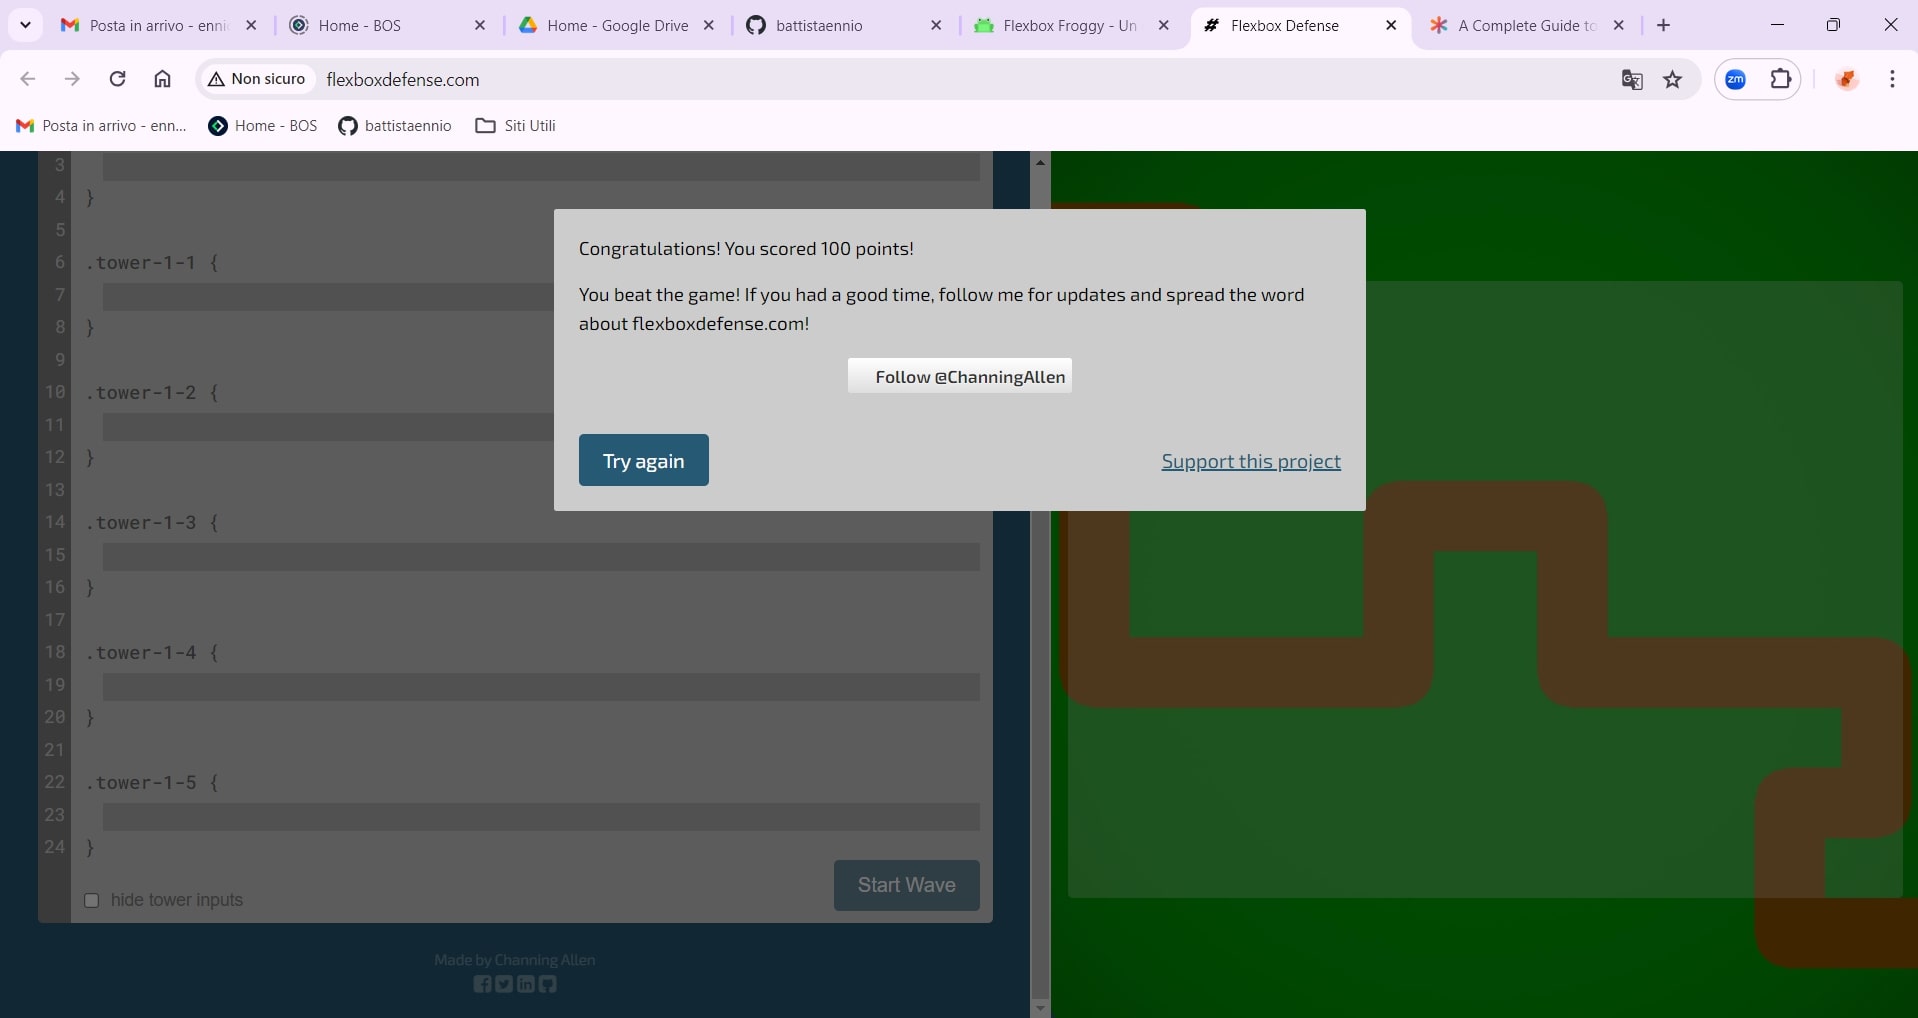 Posta in arrivo - enni
Home - BOS
Home - Google Drive
battistaennio
Flexbox Froggy - Un
Flexbox Defense
A Complete Guide to
Non sicuro
flexboxdefense.com
zm
Posta in arrivo - enn...
Home - BOS
battistaennio
Siti Utili
3
4 }
5
6 .tower-1-1 {
7
8 }
9
10 .tower-1-2 {
11
12 }
13
14 .tower-1-3 {
15
16 }
17
18 .tower-1-4 {
19
20 }
21
22 .tower-1-5 {
23
24 }
hide tower inputs
Start Wave
Made by Channing Allen
Congratulations! You scored 100 points!
You beat the game! If you had a good time, follow me for updates and spread the word
about flexboxdefense.com!
Follow @ChanningAllen
Try again
Support this project